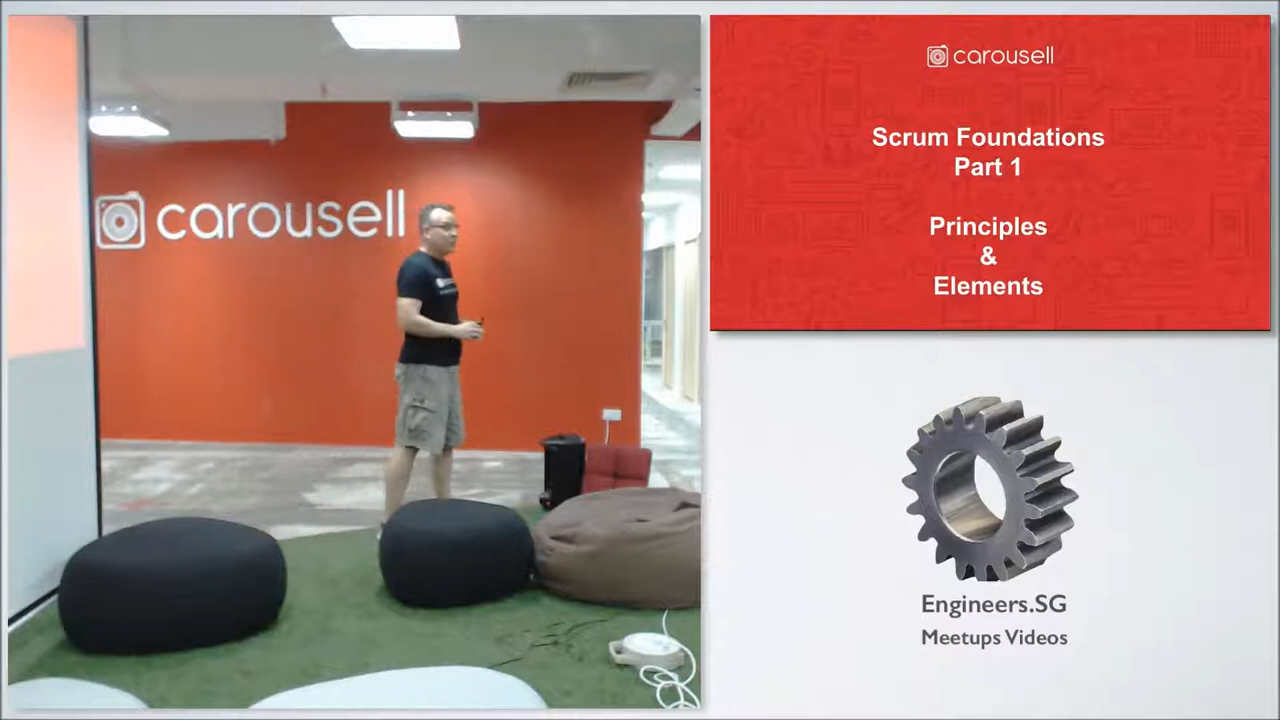 carousell
carousell
Scrum Foundations
Part 1
Principles
&
Elements
Engineers.SG
Meetups Videos